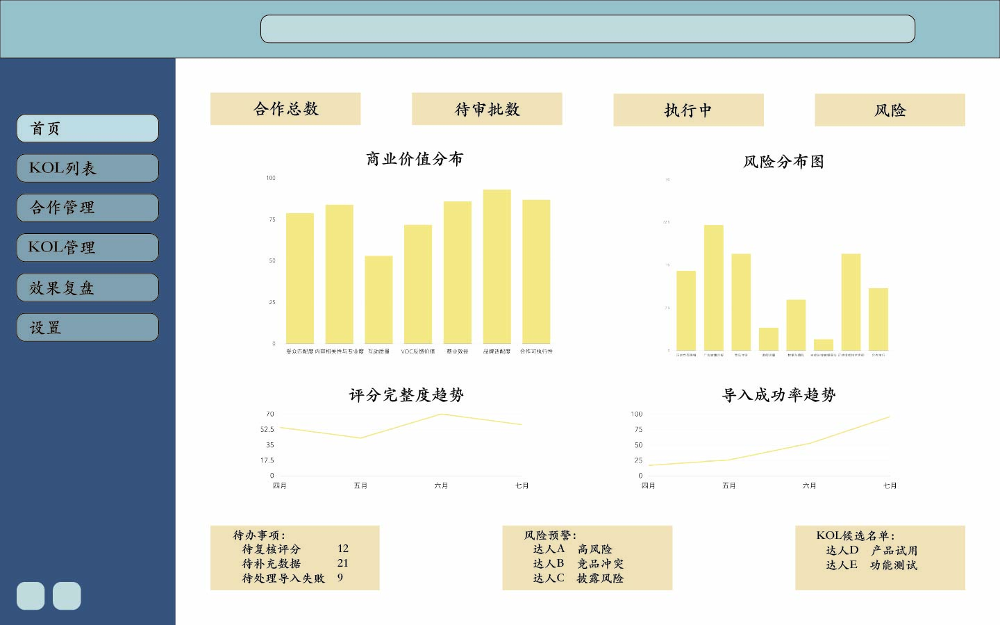 首页
KOL列表
合作管理
KOL管理
效果复盘
设置
合作总数
待审批数
执行中
风险
商业价值分布
100
75
50
25
0
受众匹配度 内容相关性与专业度 互动质量 VOC反馈价值 商业效益 品牌适配度 合作可执行性
风险分布图
评分完整度趋势
70
52.5
35
17.5
0
四月 五月 六月 七月
导入成功率趋势
100
75
50
25
0
四月 五月 六月 七月
待办事项：
待复核评分 12
待补充数据 21
待处理导入失败 9
风险预警：
达人A 高风险
达人B 竞品冲突
达人C 披露风险
KOL候选名单：
达人D 产品试用
达人E 功能测试